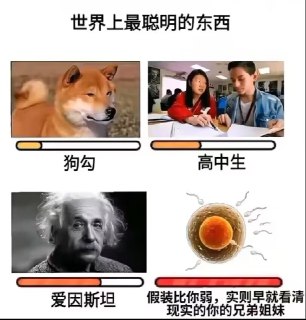 世界上最聪明的东西
狗勾
高中生
爱因斯坦
假装比你弱，实则早就看清
现实的你的兄弟姐妹